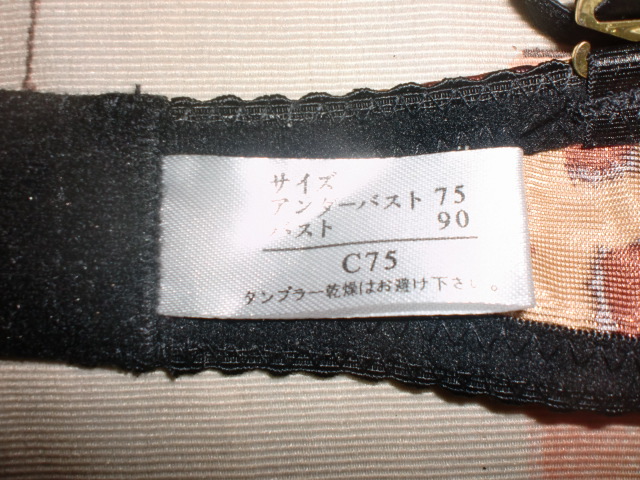 サイズ
アンダーバスト 75
バスト 90
C75
タンブラー乾燥はお避け下さい。